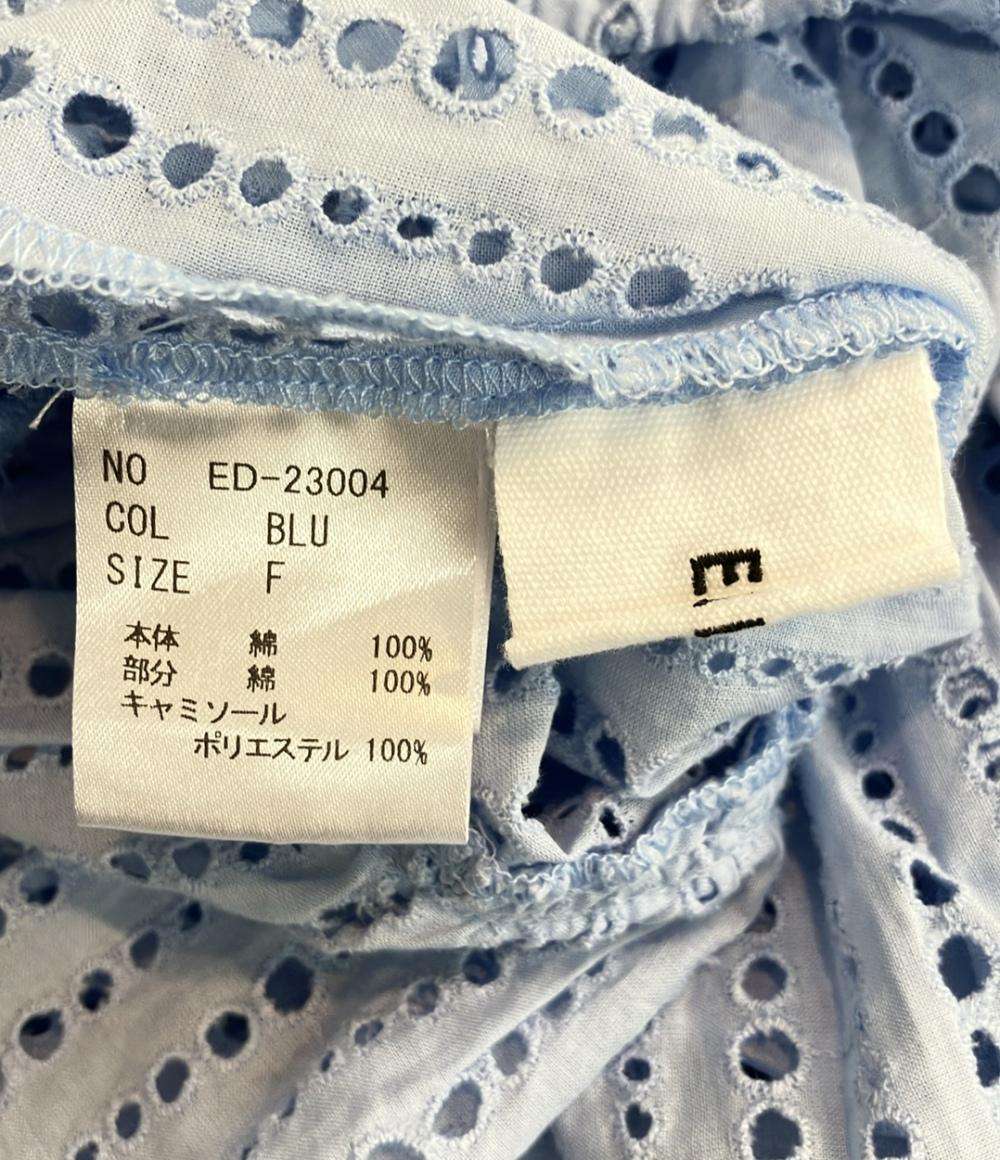 NO ED-23004
COL BLU
SIZE F
本体 綿 100%
部分 綿 100%
キャミソール
ポリエステル 100%